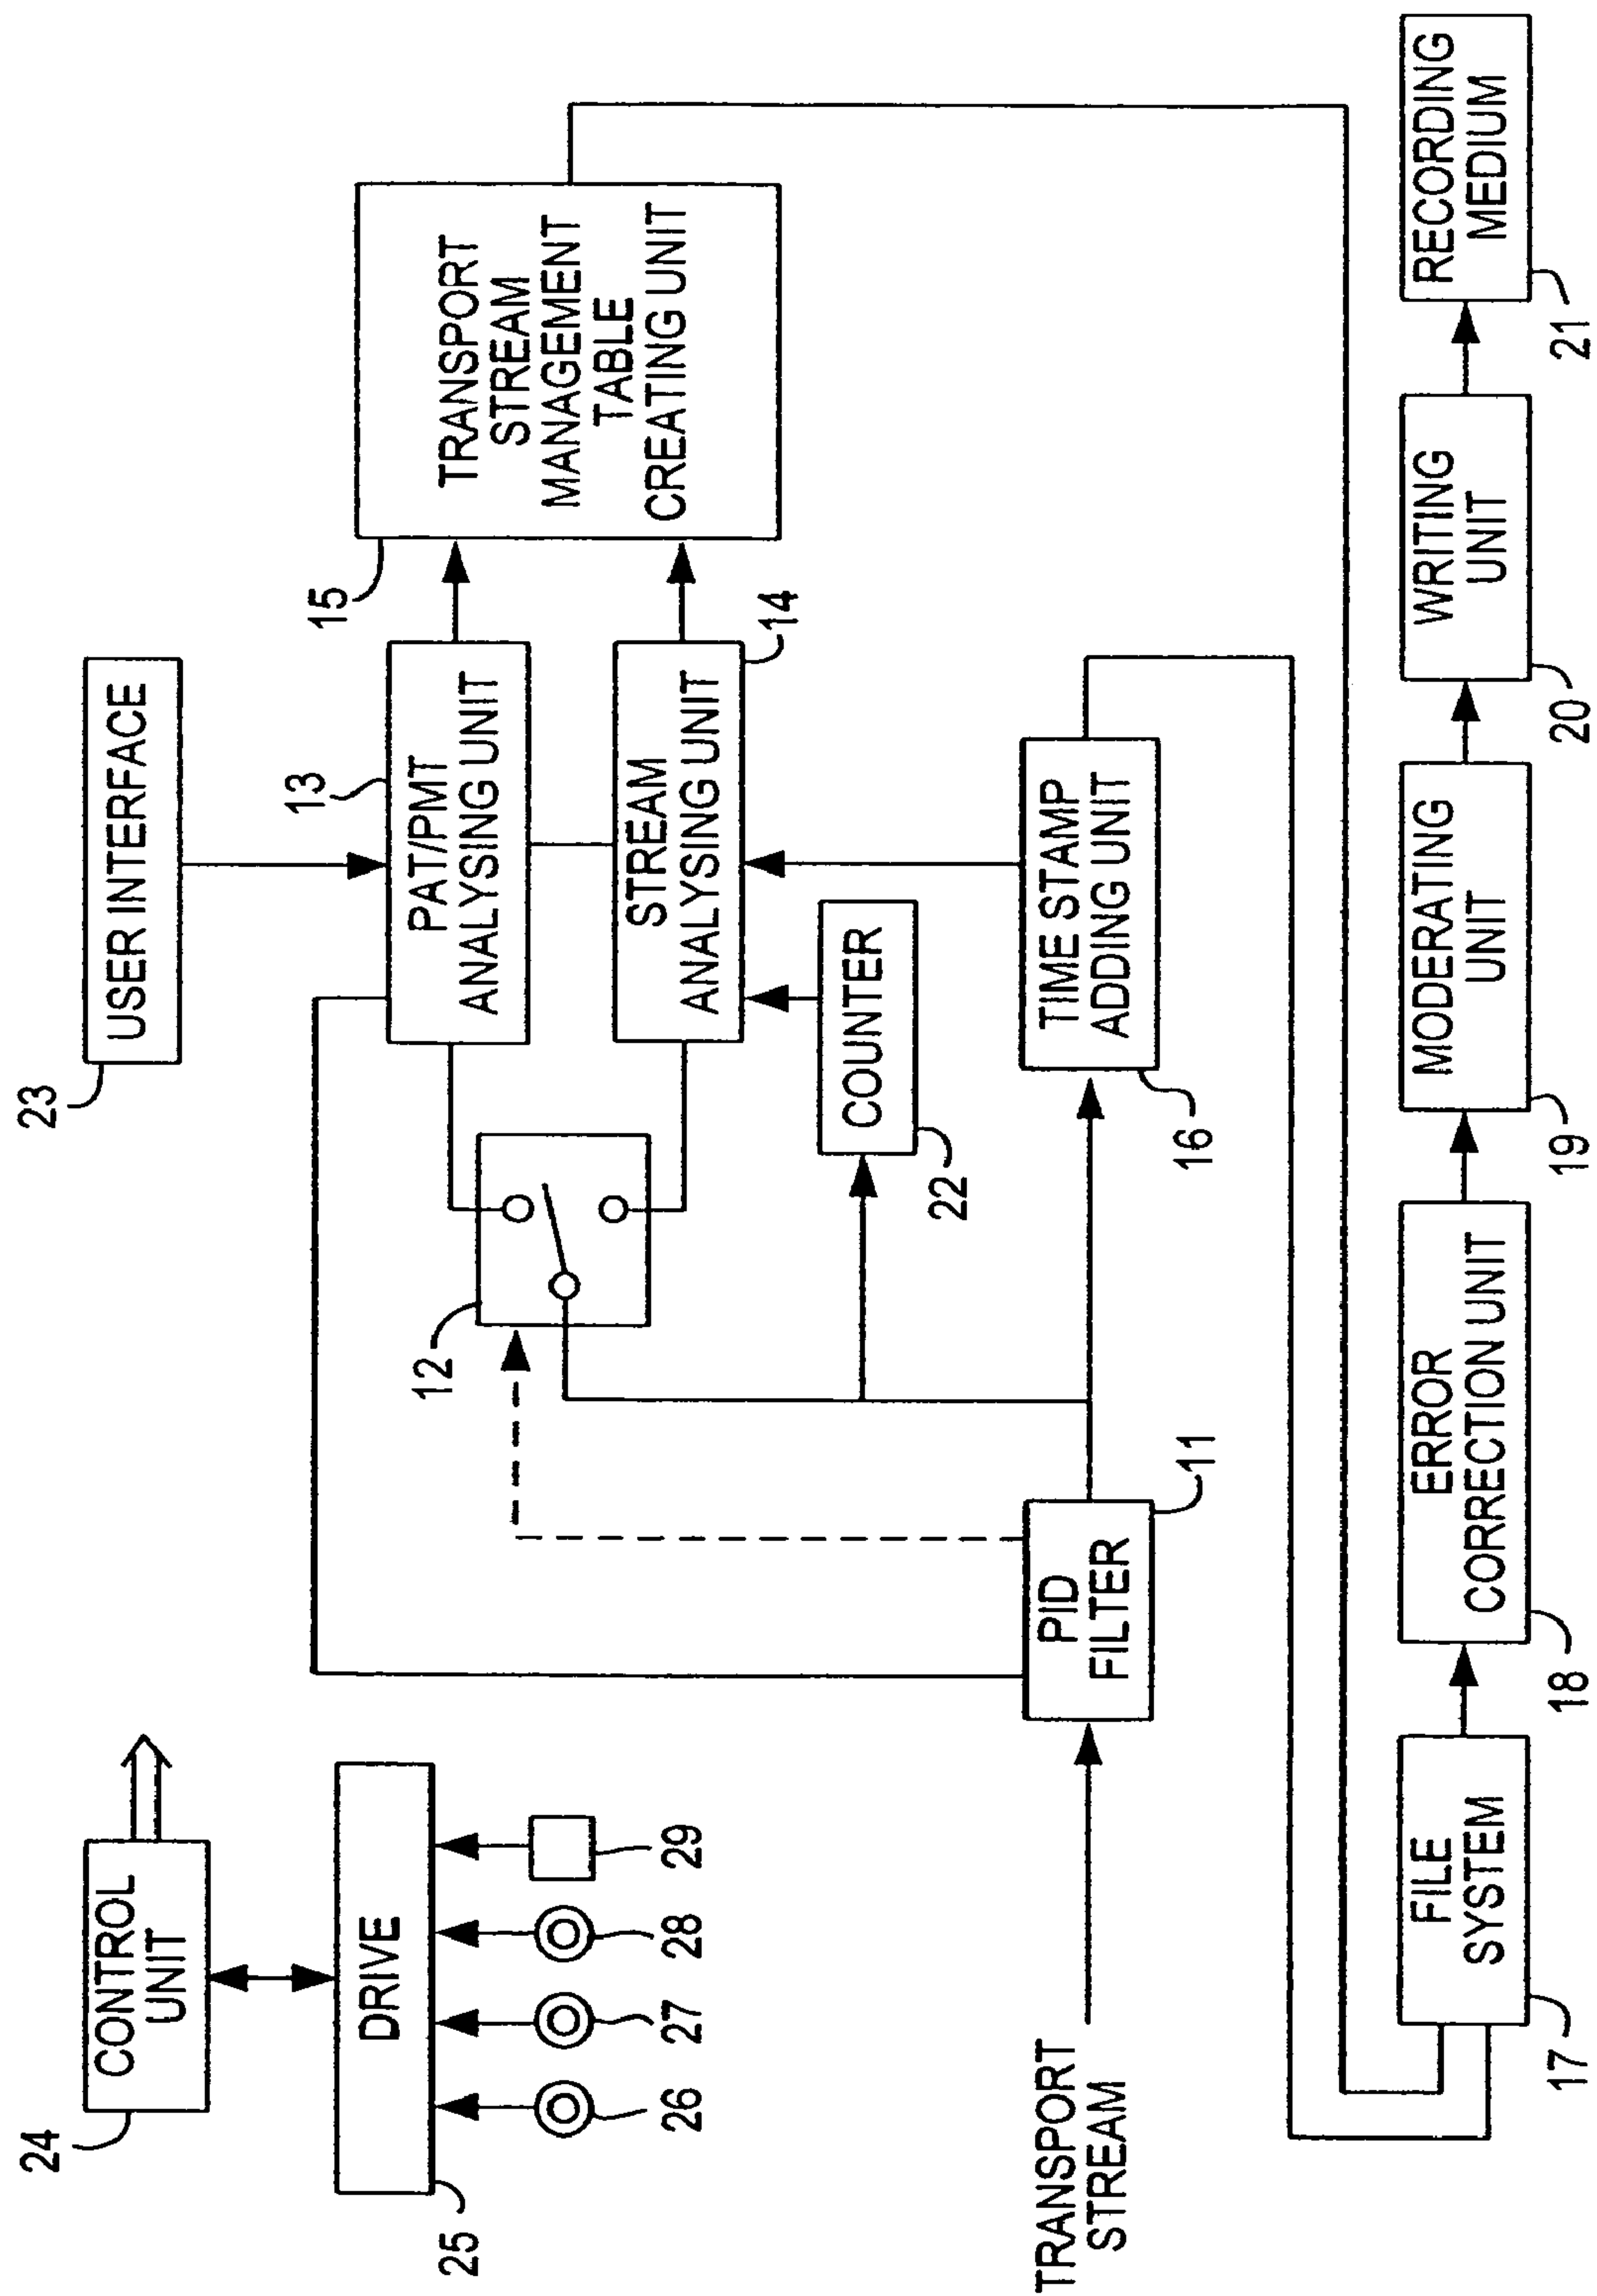 24
CONTROL
UNIT
25
DRIVE
26
27
28
29
23
USER INTERFACE
13
PAT/PMT
ANALYSING UNIT
15
TRANSPORT
STREAM
MANAGEMENT
TABLE
CREATING UNIT
12
STREAM
ANALYSING UNIT
14
COUNTER
22
TRANSPORT
STREAM
PID
FILTER
11
TIME STAMP
ADDING UNIT
16
FILE
SYSTEM
17
ERROR
CORRECTION UNIT
18
MODERATING
UNIT
19
WRITING
UNIT
20
RECORDING
MEDIUM
21